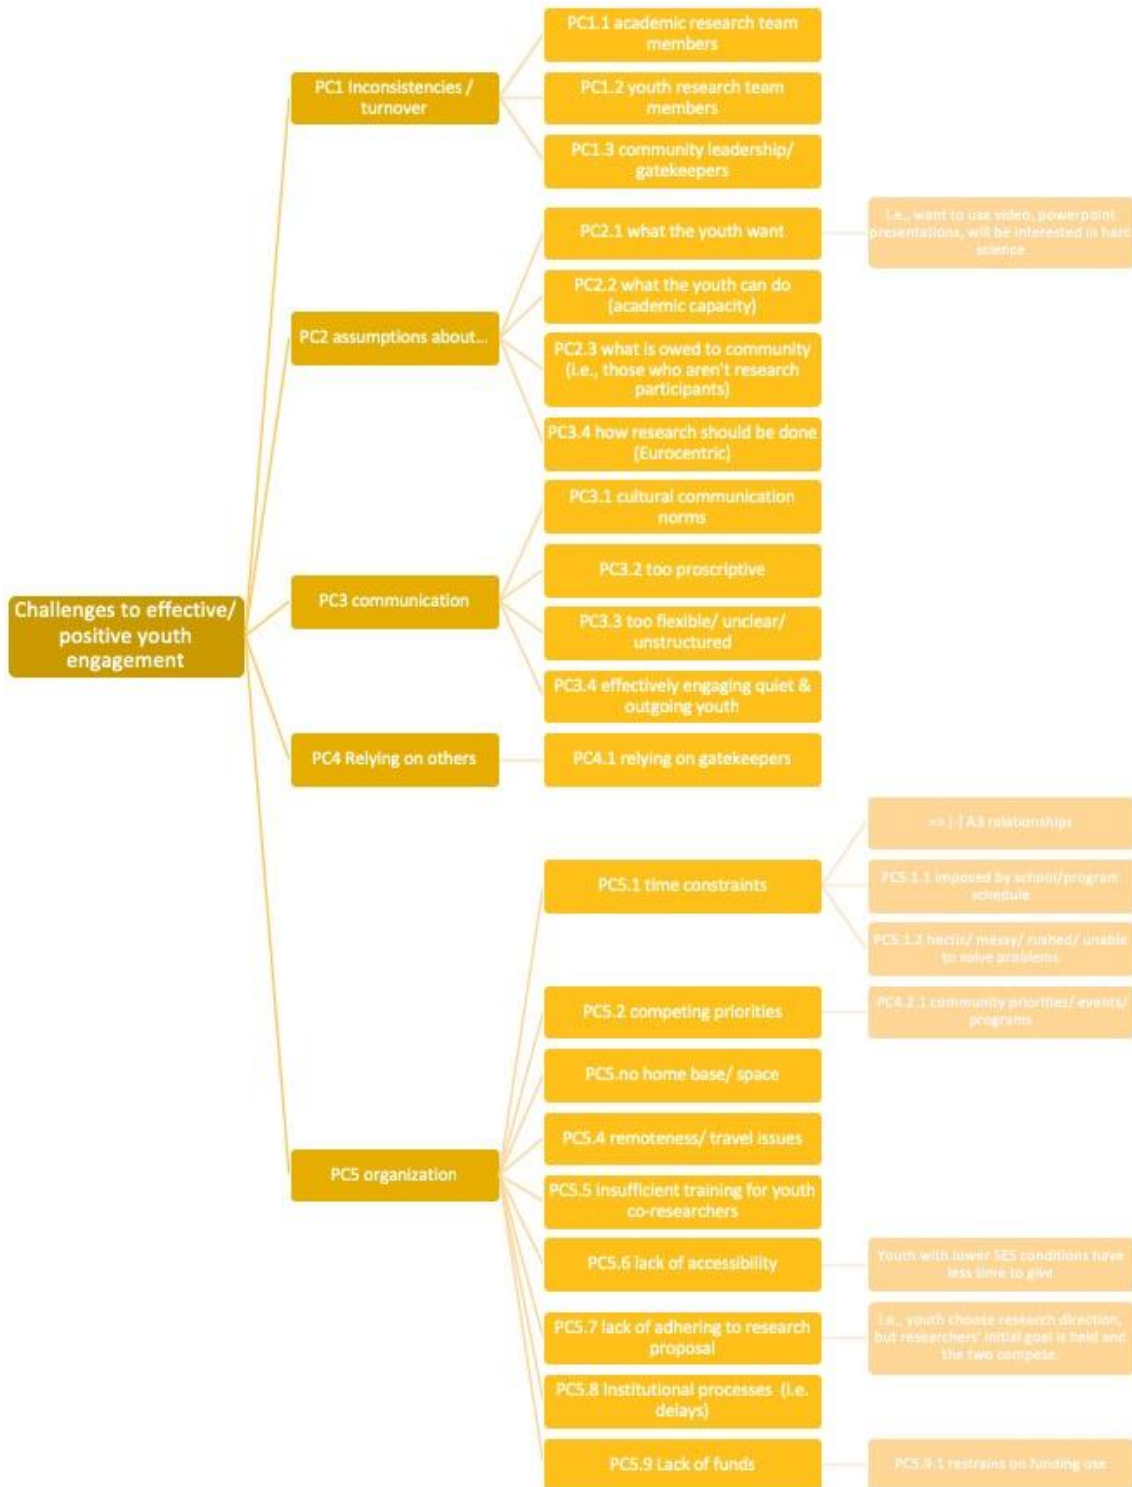 PC1.1 academic research team
members
PC1 Inconsistencies /
turnover
PC1.2 youth research team
members
PC1.3 community leadership/
gatekeepers
PC2.1 what the youth want
i.e., want to use video, powerpoint
presentations, will be interested in hard
science
PC2.2 what the youth can do
(academic capacity)
PC2 assumptions about...
PC2.3 what is owed to community
(i.e., those who aren't research
participants)
PC3.4 how research should be done
(Eurocentric)
PC3.1 cultural communication
norms
PC3.2 too proscriptive
PC3 communication
PC3.3 too flexible/ unclear/
unstructured
PC3.4 effectively engaging quiet &
outgoing youth
Challenges to effective/
positive youth
engagement
PC4 Relying on others
PC4.1 relying on gatekeepers
=> [-] A3 relationships
PC5.1 time constraints
PC5.1.1 imposed by school/program
schedule
PC5.1.2 hectic/ messy/ rushed/ unable
to solve problems
PC5.2 competing priorities
PC4.2.1 community priorities/ events/
programs
PC5.no home base/ space
PC5.4 remoteness/ travel issues
PC5 organization
PC5.5 insufficient training for youth
co-researchers
PC5.6 lack of accessibility
Youth with lower SES conditions have
less time to give
PC5.7 lack of adhering to research
proposal
i.e., youth choose research direction,
but researchers' initial goal is held and
the two compete.
PC5.8 Institutional processes (i.e.
delays)
PC5.9 Lack of funds
PC5.9.1 restrains on funding use